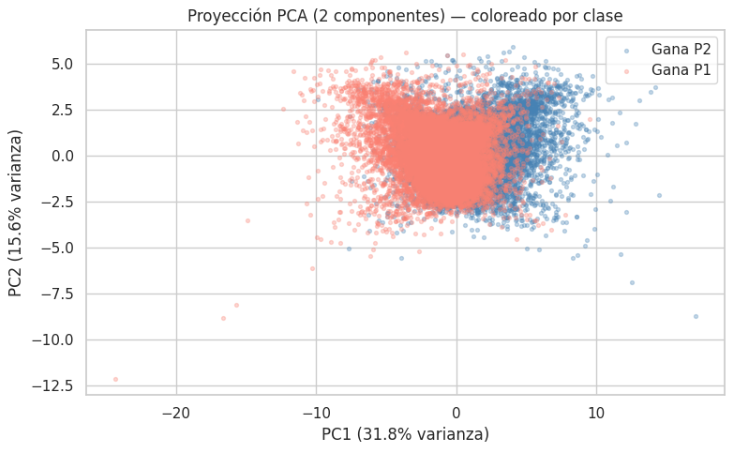 Proyección PCA (2 componentes) — coloreado por clase
Gana P2
Gana P1
PC2 (15.6% varianza)
5.0
2.5
0.0
−2.5
−5.0
−7.5
−10.0
−12.5
−20
−10
0
10
PC1 (31.8% varianza)